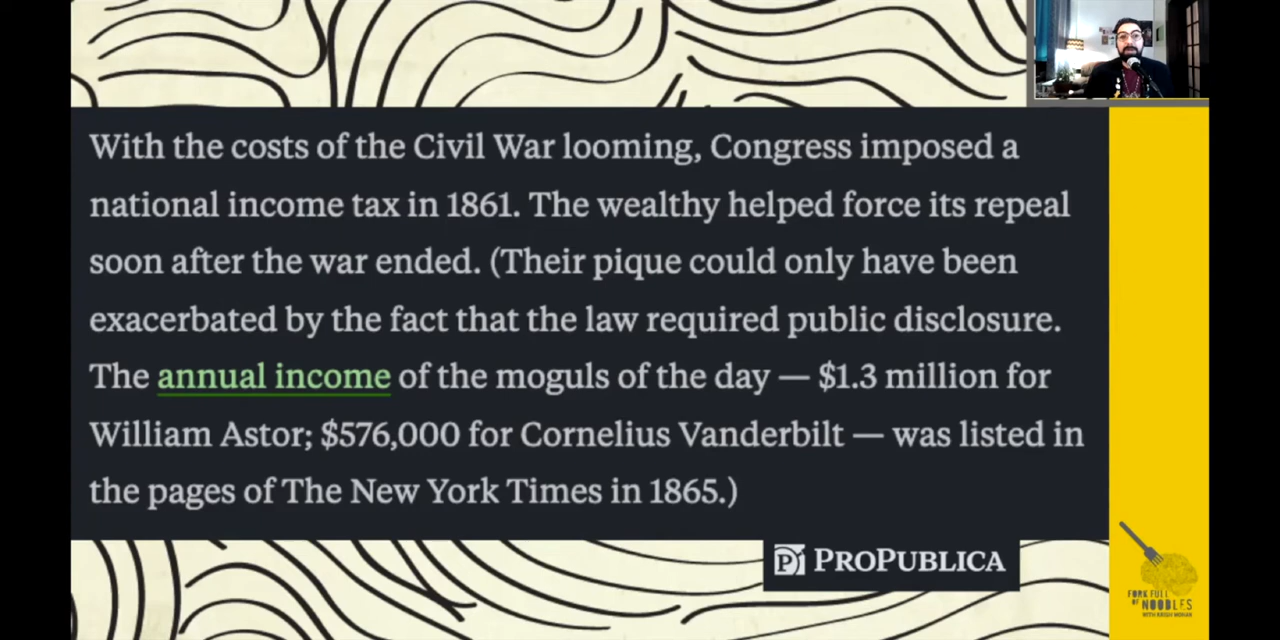 With the costs of the Civil War looming, Congress imposed a
national income tax in 1861. The wealthy helped force its repeal
soon after the war ended. (Their pique could only have been
exacerbated by the fact that the law required public disclosure.
The annual income of the moguls of the day — $1.3 million for
William Astor; $576,000 for Cornelius Vanderbilt — was listed in
the pages of The New York Times in 1865.)
PROPUBLICA
FORK FULL
OF NOODLES
WITH KRISH MOHAN